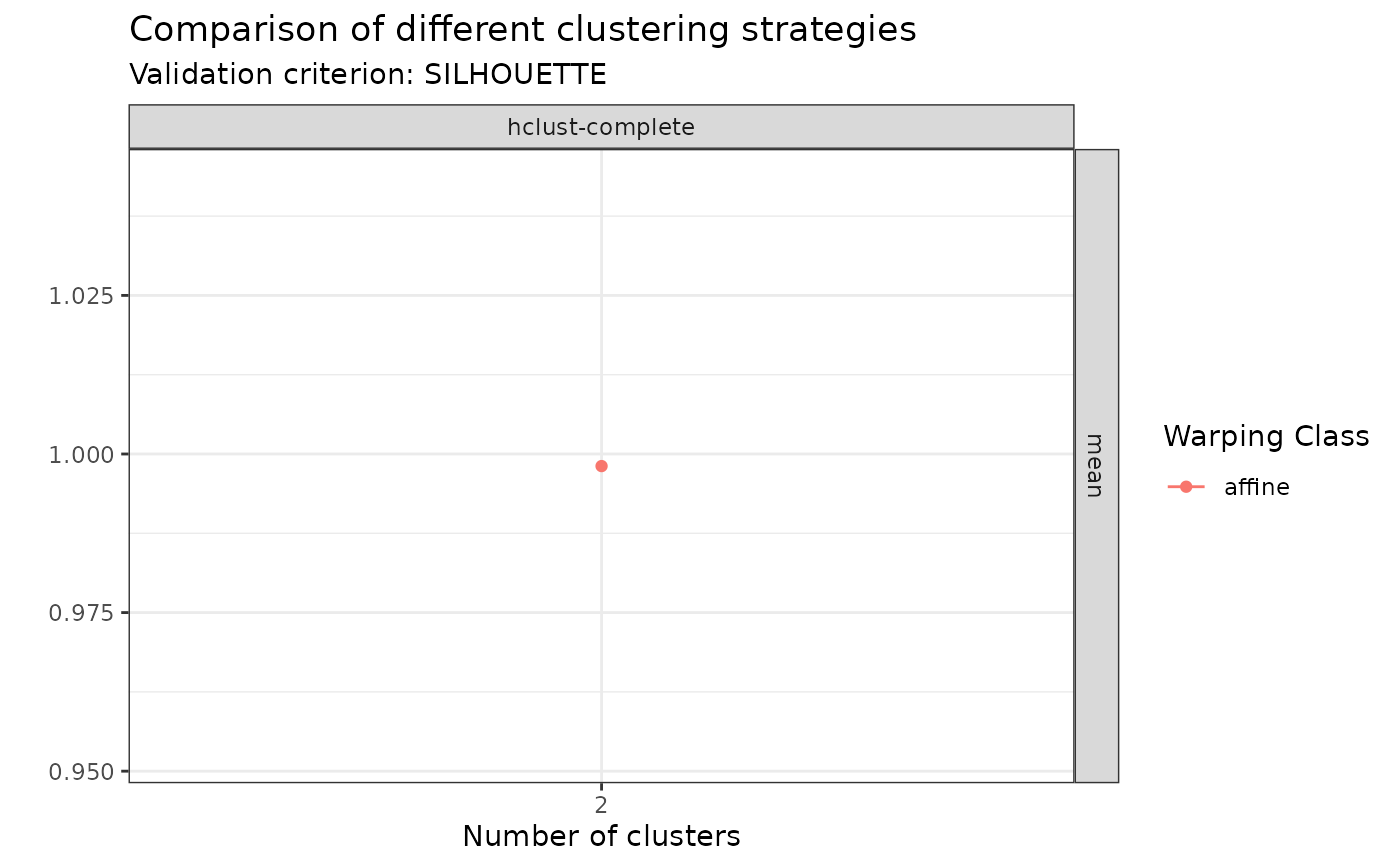 Comparison of different clustering strategies
Validation criterion: SILHOUETTE
hclust-complete
1.025
1.000
0.975
0.950
mean
2
Number of clusters
Warping Class
affine